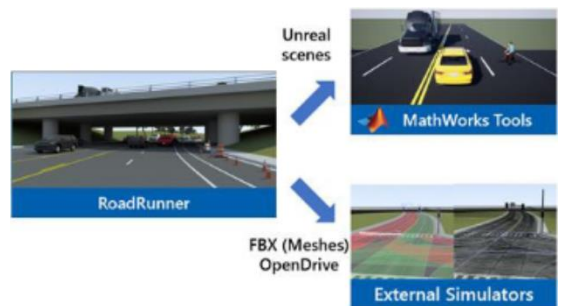 Unreal
scenes
MathWorks Tools
RoadRunner
FBX (Meshes)
OpenDrive
External Simulators